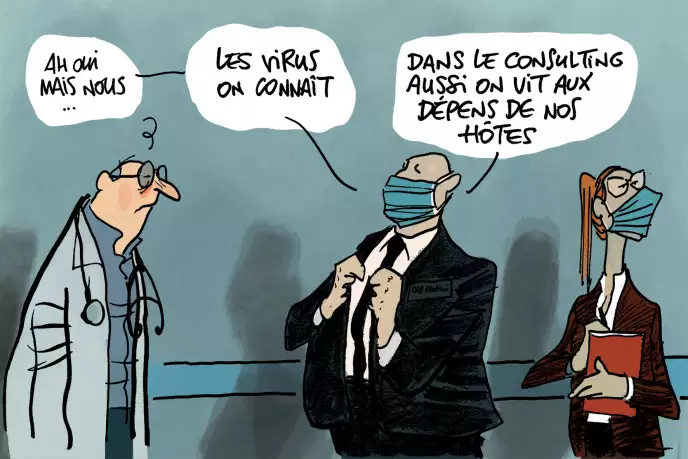 AH OUI
MAIS NOUS
...
LES VIRUS
ON CONNAÎT
DANS LE CONSULTING
AUSSI ON VIT AUX
DÉPENS DE NOS
HÔTES